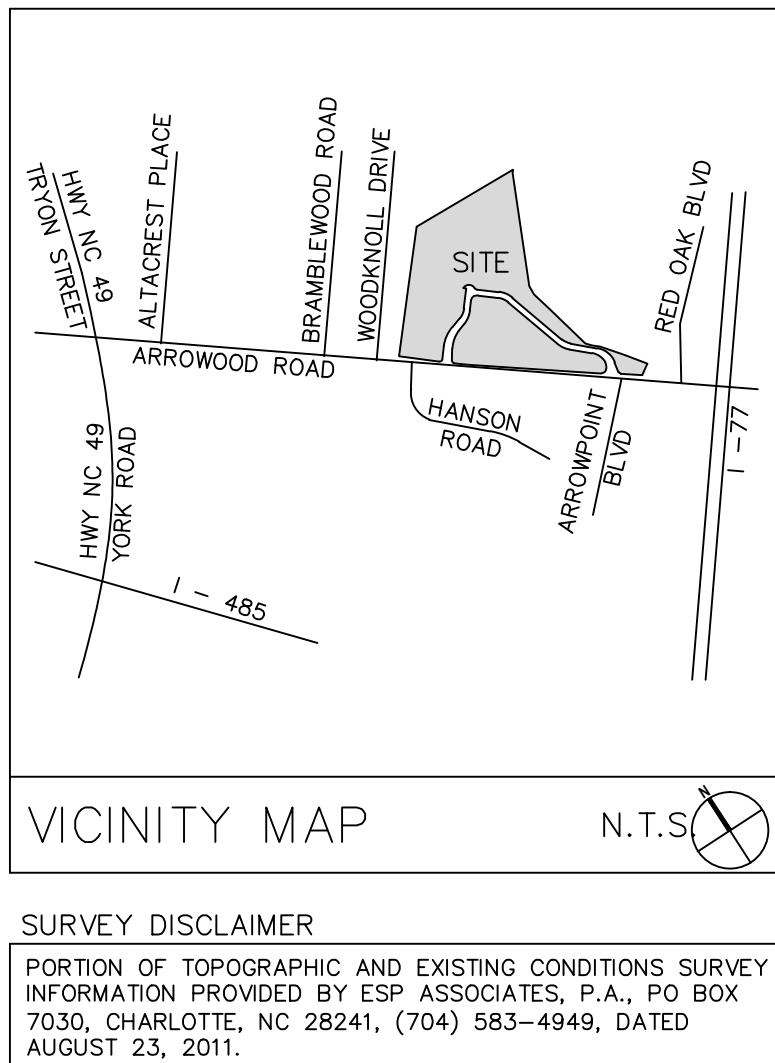 HWY NC 49
TRYON STREET
ALTACREST PLACE
BRAMBLEWOOD ROAD
WOODKNOLL DRIVE
SITE
RED OAK BLVD
ARROWOOD ROAD
HANSON
ROAD
ARROWPOINT
BLVD
I -77
HWY NC 49
YORK ROAD
I - 485
VICINITY MAP
N.T.S.
N
SURVEY DISCLAIMER
PORTION OF TOPOGRAPHIC AND EXISTING CONDITIONS SURVEY
INFORMATION PROVIDED BY ESP ASSOCIATES, P.A., PO BOX
7030, CHARLOTTE, NC 28241, (704) 583-4949, DATED
AUGUST 23, 2011.